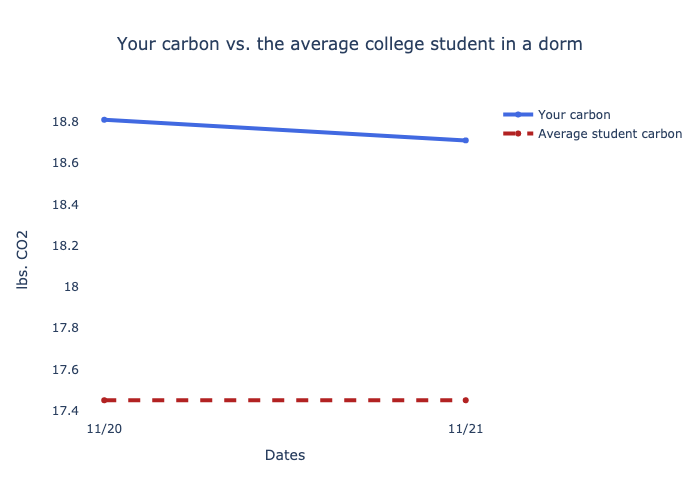 Your carbon vs. the average college student in a dorm
Your carbon
Average student carbon
lbs. CO2
18.8
18.6
18.4
18.2
18
17.8
17.6
17.4
11/20
11/21
Dates